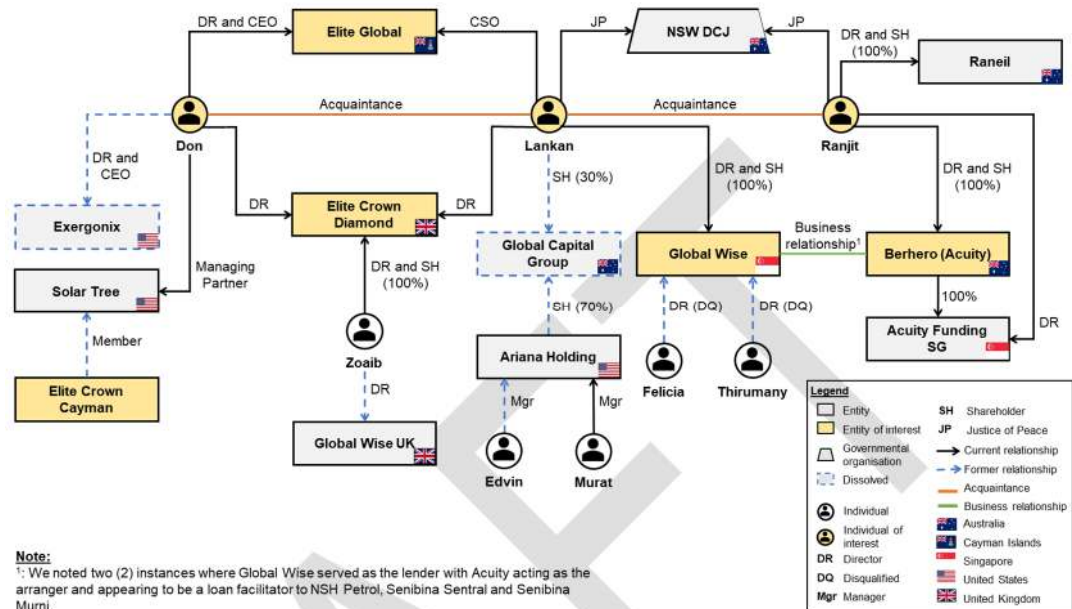 DR and CEO
Elite Global
CSO
JP
NSW DCJ
JP
DR and SH
(100%)
Raneil
Acquaintance
Acquaintance
Don
Lankan
Ranjit
DR and
CEO
SH (30%)
DR and SH
(100%)
DR and SH
(100%)
Exergonix
DR
Elite Crown
Diamond
DR
Global Capital
Group
Global Wise
Business
relationship¹
Berhero (Acuity)
Solar Tree
Managing
Partner
DR and SH
(100%)
SH (70%)
DR (DQ)
DR (DQ)
100%
DR
Member
Zoaib
Ariana Holding
Felicia
Thirumany
Acuity Funding
SG
Elite Crown
Cayman
DR
Mgr
Mgr
Global Wise UK
Edvin
Murat
Legend
Entity
Entity of interest
Governmental
organisation
Dissolved
Individual
Individual of
interest
DR Director
DQ Disqualified
Mgr Manager
SH Shareholder
JP Justice of Peace
Current relationship
Former relationship
Acquaintance
Business relationship
Australia
Cayman Islands
Singapore
United States
United Kingdom
Note:
¹: We noted two (2) instances where Global Wise served as the lender with Acuity acting as the
arranger and appearing to be a loan facilitator to NSH Petrol, Senibina Sentral and Senibina
Murni.